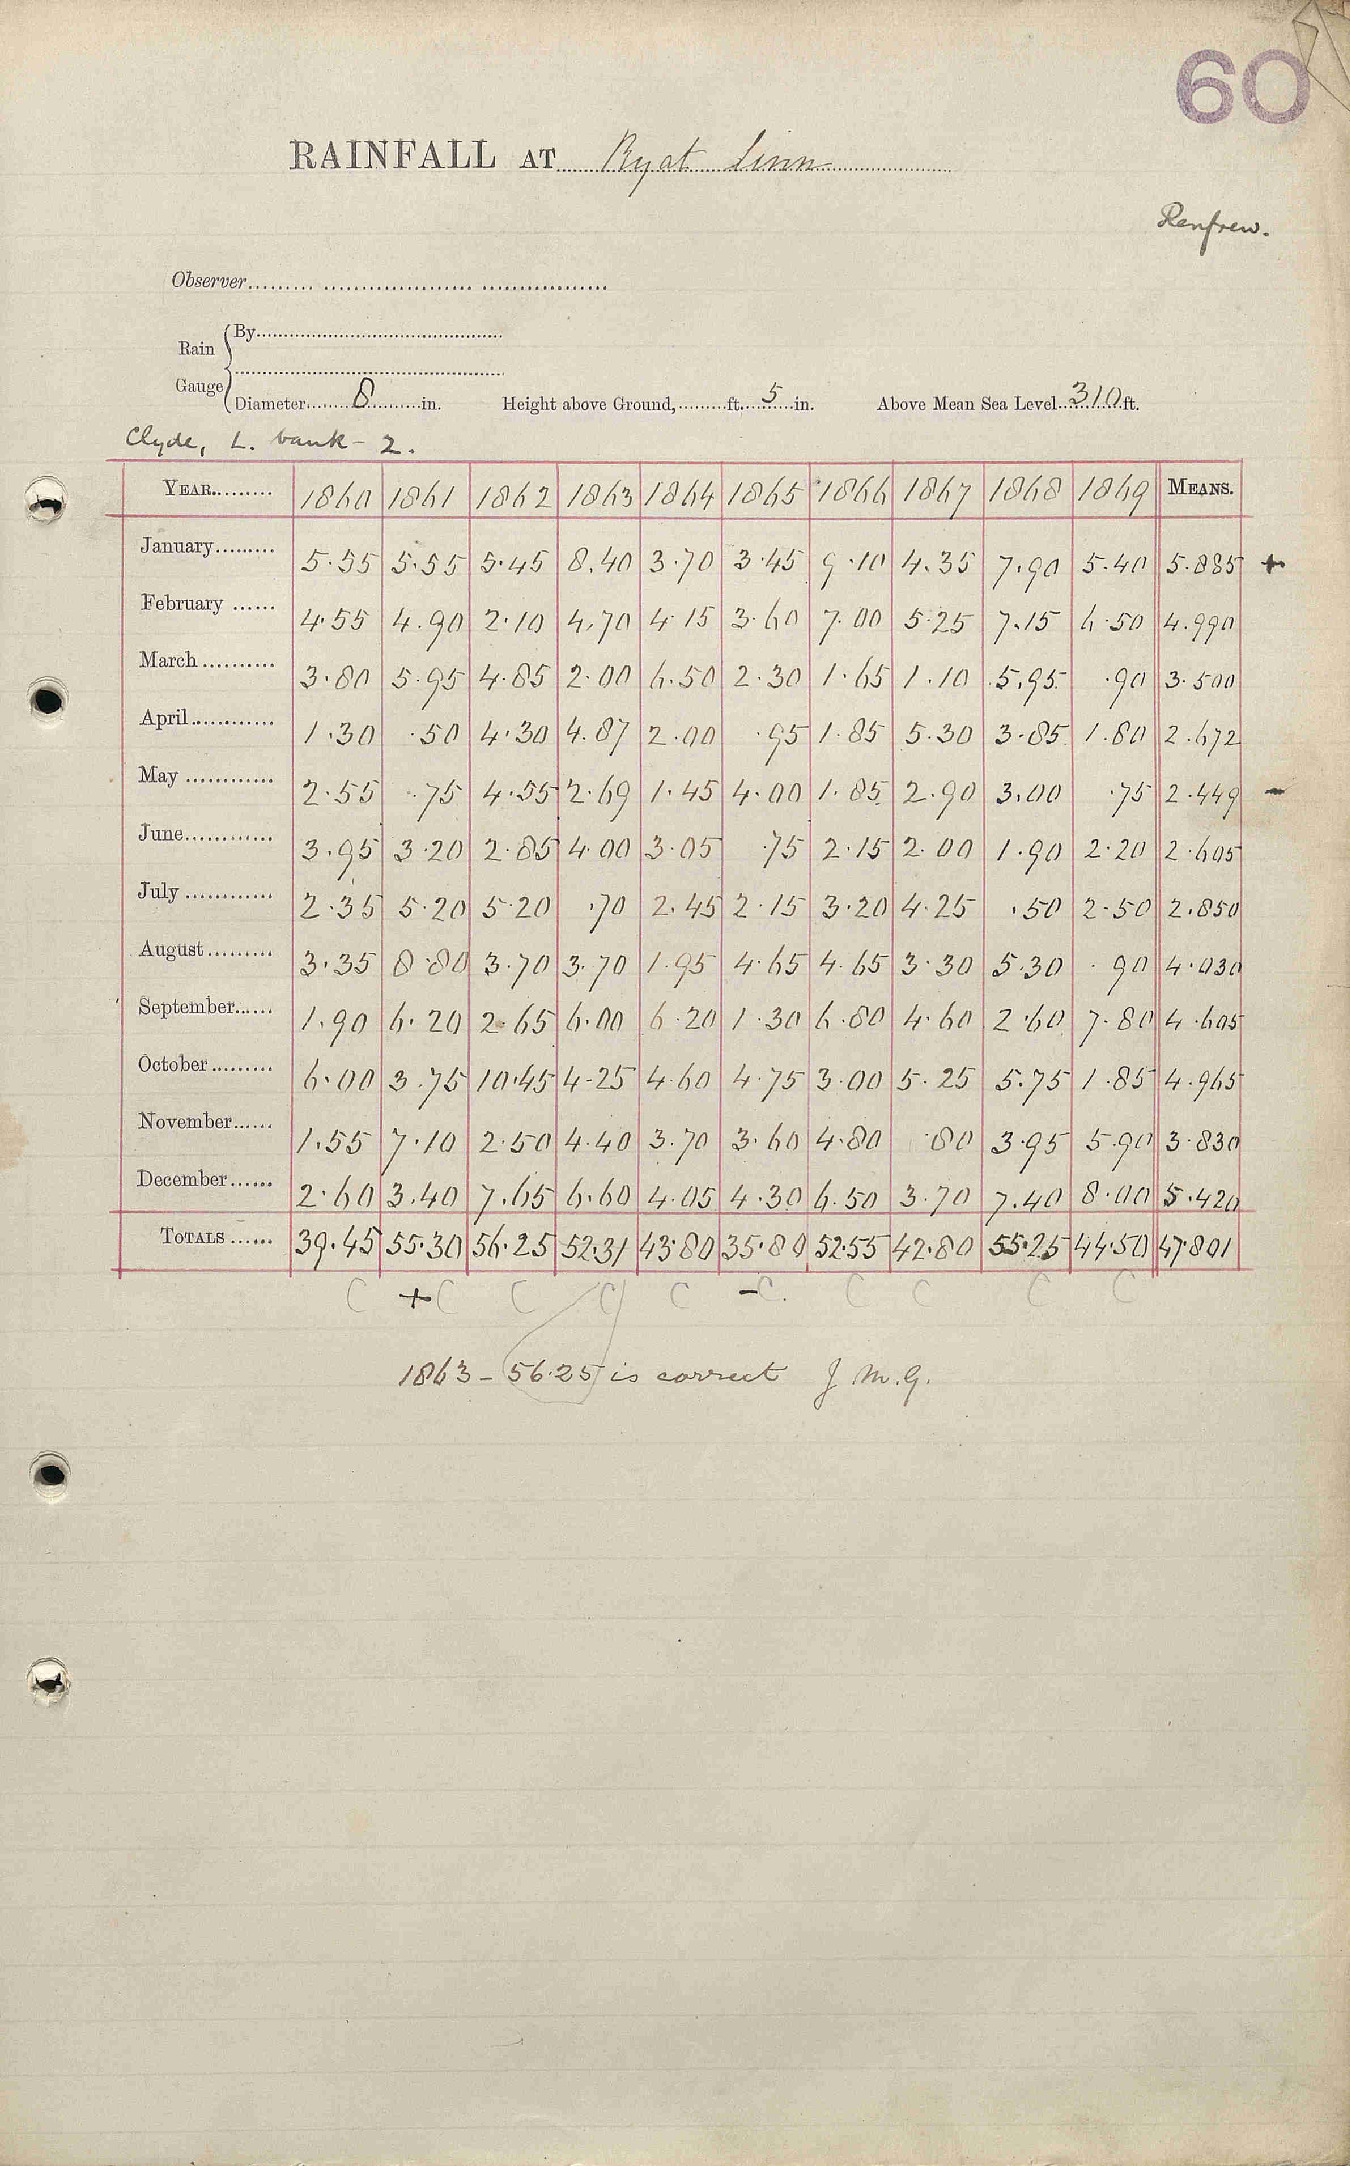 60
RAINFALL AT Ryat Linn
Renfrew.
Observer
Rain Gauge { By
Diameter 8 in. Height above Ground, ft. 5 in. Above Mean Sea Level 310 ft.
Clyde, L. bank - 2.
YEAR 1860 1861 1862 1863 1864 1865 1866 1867 1868 1869 MEANS.
January 5.55 5.55 5.45 8.40 3.70 3.45 9.10 4.35 7.90 5.40 5.885 +
February 4.55 4.90 2.10 4.70 4.15 3.60 7.00 5.25 7.15 6.50 4.990
March 3.80 5.95 4.85 2.00 6.50 2.30 1.65 1.10 5.95 .90 3.500
April 1.30 .50 4.30 4.87 2.00 .95 1.85 5.30 3.85 1.80 2.672
May 2.55 .75 4.55 2.69 1.45 4.00 1.85 2.90 3.00 .75 2.449 -
June 3.95 3.20 2.85 4.00 3.05 .75 2.15 2.00 1.90 2.20 2.605
July 2.35 5.20 5.20 .70 2.45 2.15 3.20 4.25 .50 2.50 2.850
August 3.35 8.80 3.70 3.70 1.95 4.65 4.65 3.30 5.30 .90 4.030
September 1.90 6.20 2.65 6.00 6.20 1.30 6.80 4.60 2.60 7.80 4.605
October 6.00 3.75 10.45 4.25 4.60 4.75 3.00 5.25 5.75 1.85 4.965
November 1.55 7.10 2.50 4.40 3.70 3.60 4.80 .80 3.95 5.90 3.830
December 2.60 3.40 7.65 6.60 4.05 4.30 6.50 3.70 7.40 8.00 5.420
TOTALS 39.45 55.30 56.25 52.31 43.80 35.80 52.55 42.80 55.25 44.50 47.801
C + C C C C - C. C C C C
1863 - 56.25 is correct J M.G.